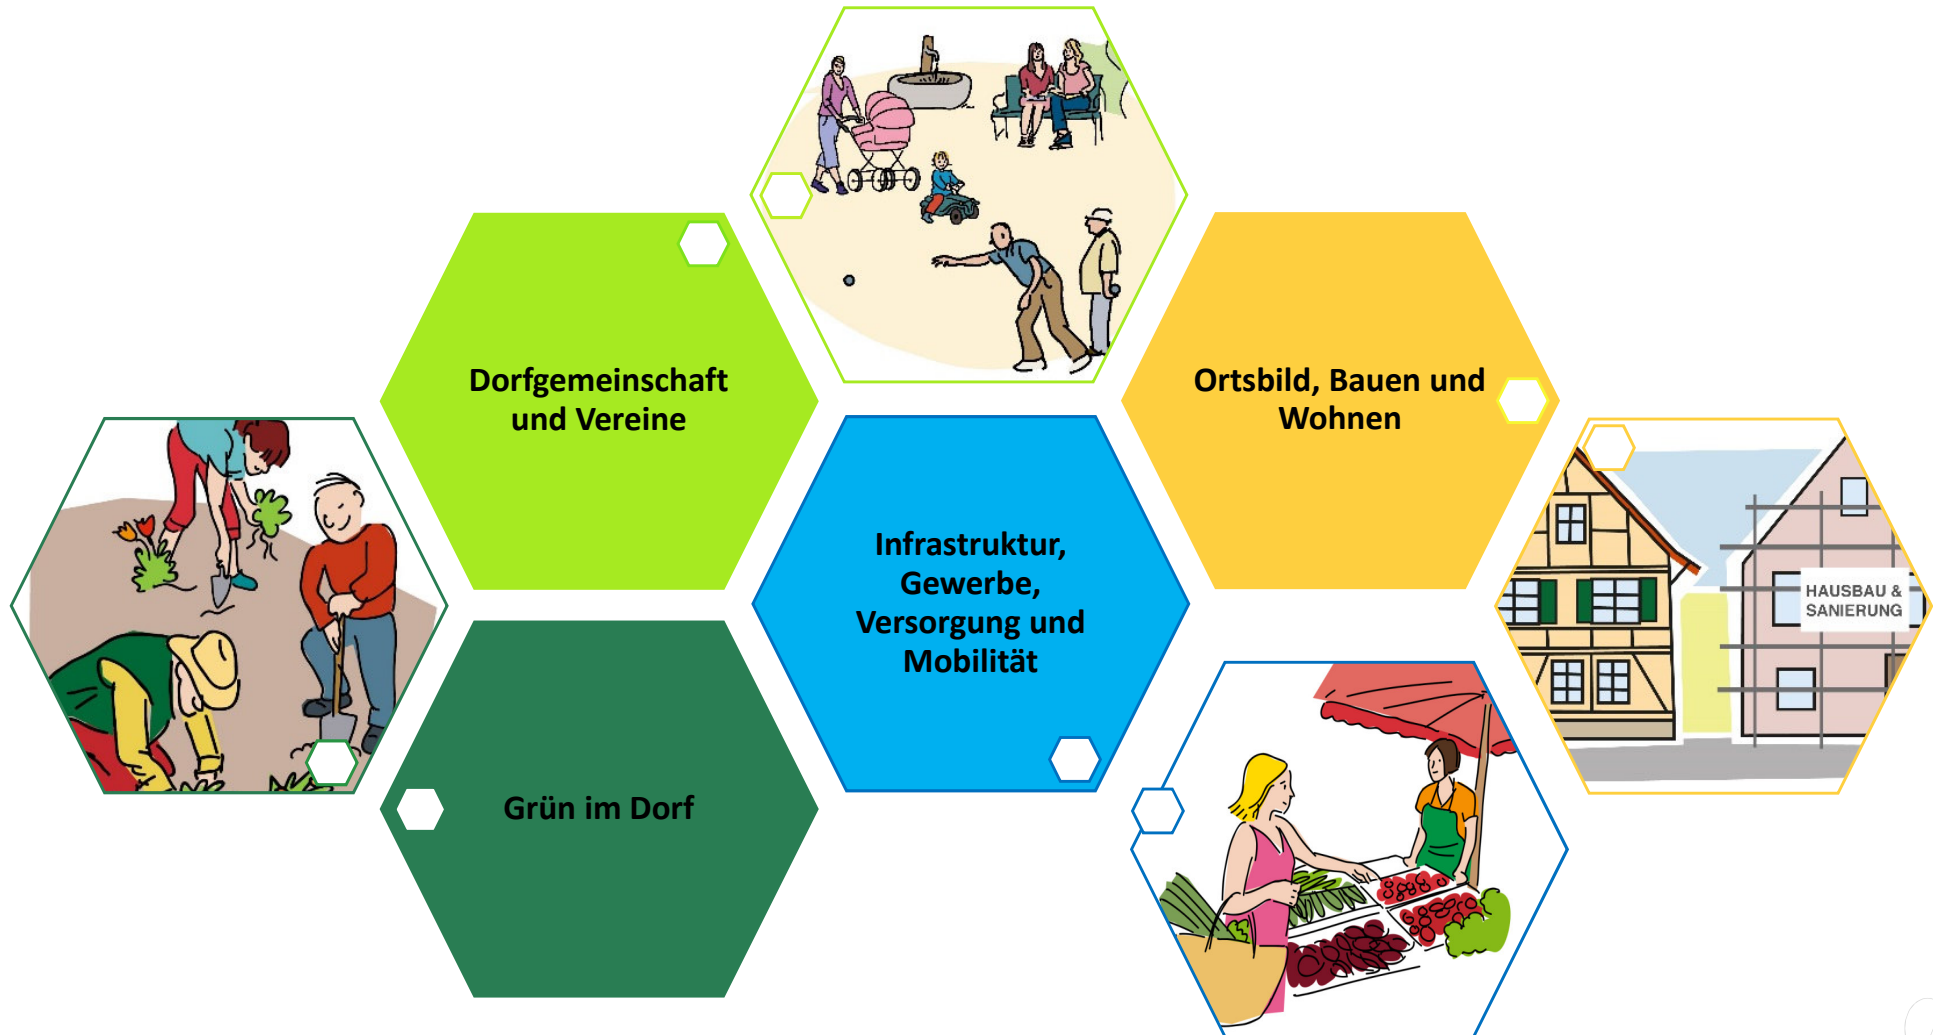 Dorfgemeinschaft
und Vereine
Ortsbild, Bauen und
Wohnen
Infrastruktur,
Gewerbe,
Versorgung und
Mobilität
HAUSBAU &
SANIERUNG
Grün im Dorf